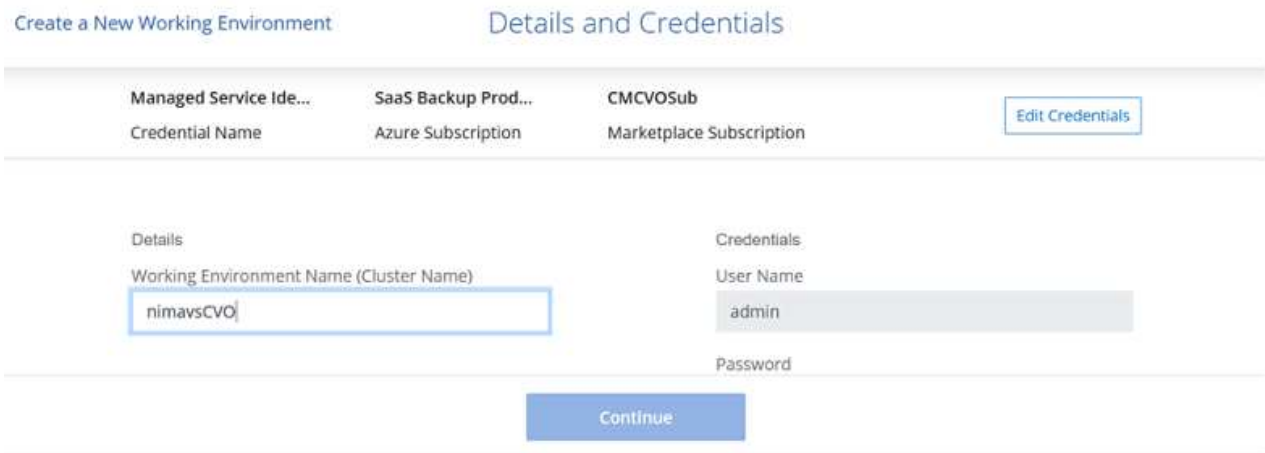 Create a New Working Environment
Details and Credentials
Managed Service Ide...
SaaS Backup Prod...
CMCVOSub
Credential Name
Azure Subscription
Marketplace Subscription
Edit Credentials
Details
Credentials
Working Environment Name (Cluster Name)
User Name
nimavsCVO
admin
Password
Continue